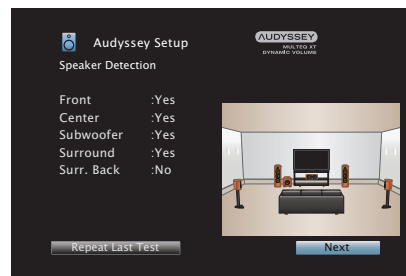 Audyssey Setup
AUDYSSEY
MULTEQ XT
DYNAMIC VOLUME
Speaker Detection
Front :Yes
Center :Yes
Subwoofer :Yes
Surround :Yes
Surr. Back :No
Repeat Last Test
Next